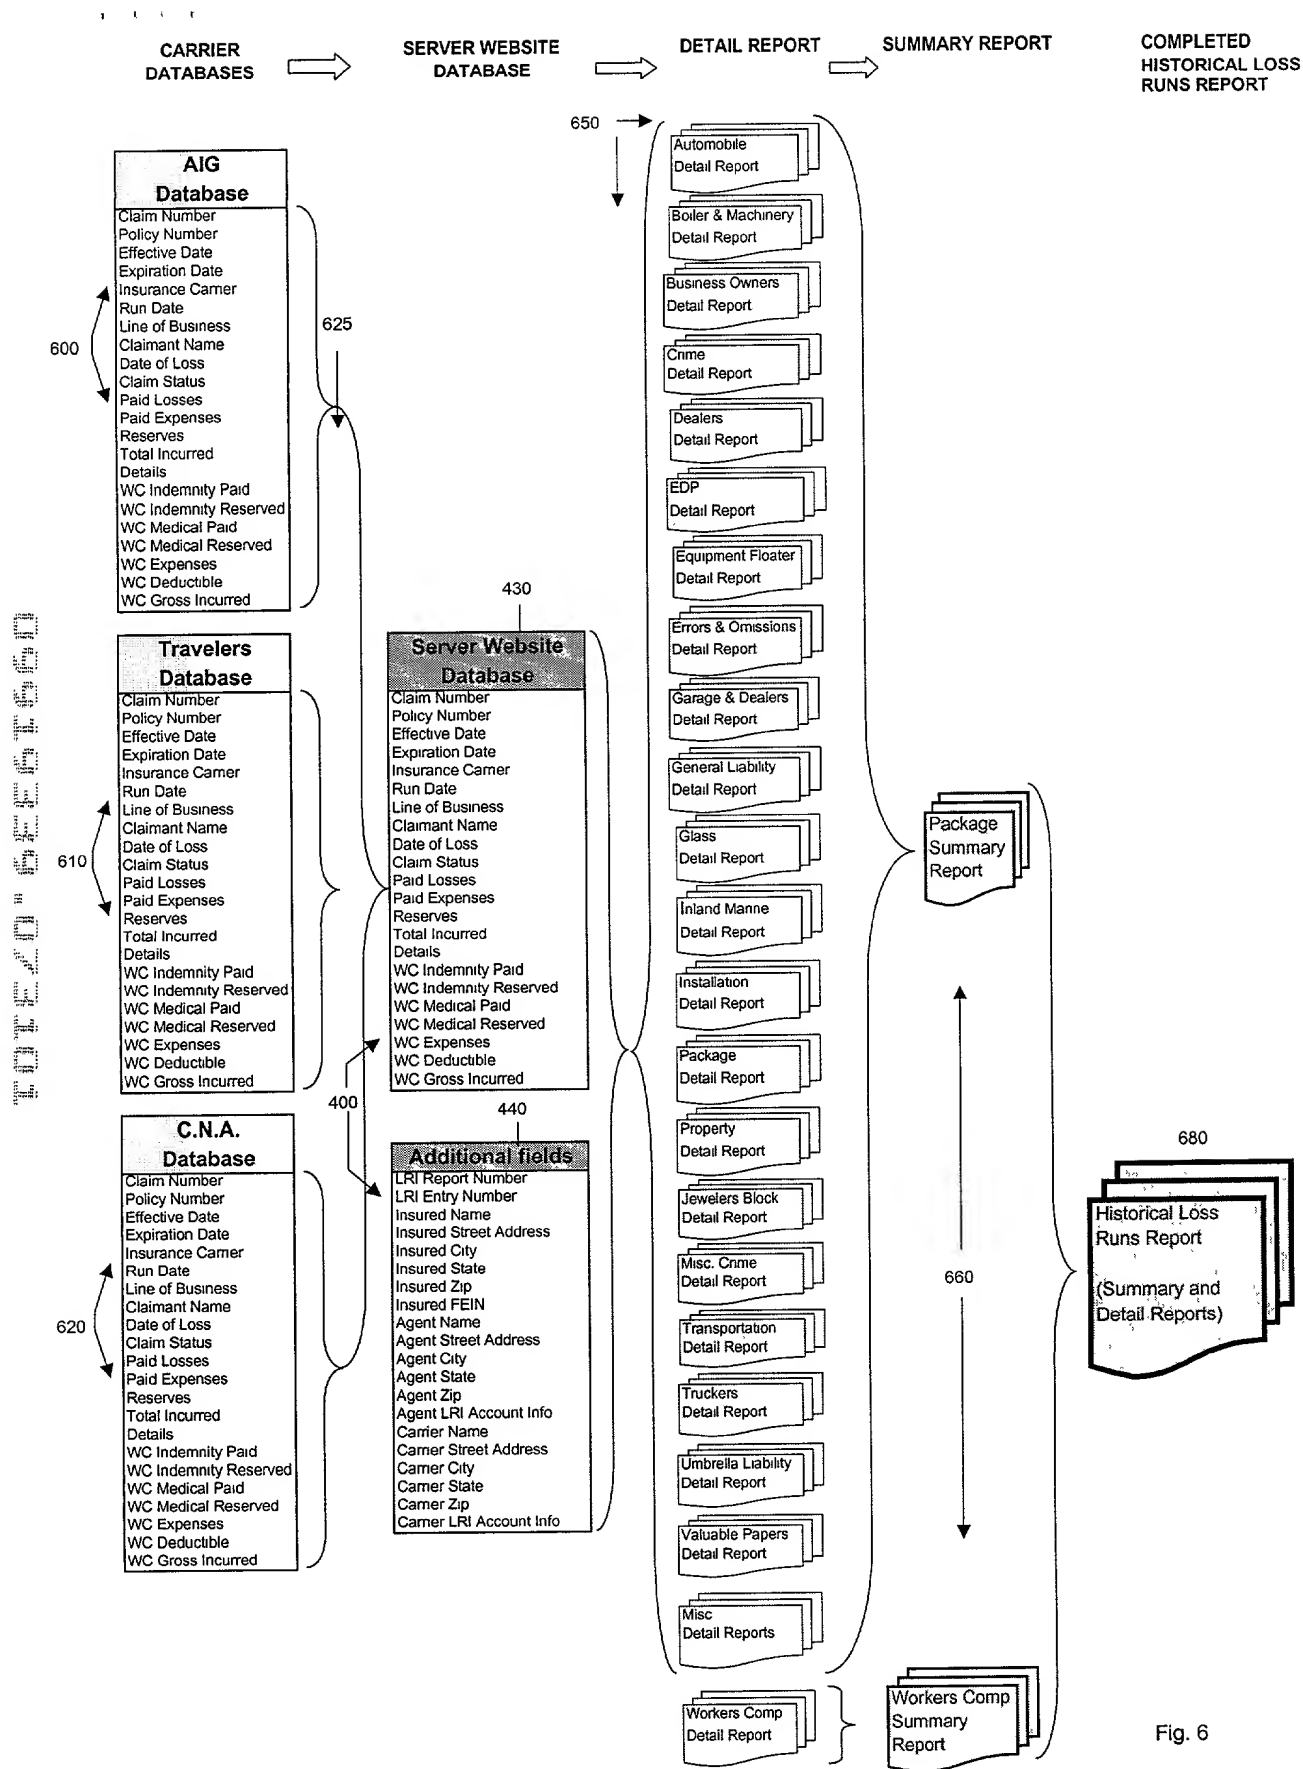 CARRIER
DATABASES
SERVER WEBSITE
DATABASE
DETAIL REPORT
SUMMARY REPORT
COMPLETED
HISTORICAL LOSS
RUNS REPORT
AIG
Database
Claim Number
Policy Number
Effective Date
Expiration Date
Insurance Carrier
Run Date
Line of Business
Claimant Name
Date of Loss
Claim Status
Paid Losses
Paid Expenses
Reserves
Total Incurred
Details
WC Indemnity Paid
WC Indemnity Reserved
WC Medical Paid
WC Medical Reserved
WC Expenses
WC Deductible
WC Gross Incurred
600
625
Travelers
Database
Claim Number
Policy Number
Effective Date
Expiration Date
Insurance Carrier
Run Date
Line of Business
Claimant Name
Date of Loss
Claim Status
Paid Losses
Paid Expenses
Reserves
Total Incurred
Details
WC Indemnity Paid
WC Indemnity Reserved
WC Medical Paid
WC Medical Reserved
WC Expenses
WC Deductible
WC Gross Incurred
610
C.N.A.
Database
Claim Number
Policy Number
Effective Date
Expiration Date
Insurance Carrier
Run Date
Line of Business
Claimant Name
Date of Loss
Claim Status
Paid Losses
Paid Expenses
Reserves
Total Incurred
Details
WC Indemnity Paid
WC Indemnity Reserved
WC Medical Paid
WC Medical Reserved
WC Expenses
WC Deductible
WC Gross Incurred
620
430
Server Website
Database
Claim Number
Policy Number
Effective Date
Expiration Date
Insurance Carrier
Run Date
Line of Business
Claimant Name
Date of Loss
Claim Status
Paid Losses
Paid Expenses
Reserves
Total Incurred
Details
WC Indemnity Paid
WC Indemnity Reserved
WC Medical Paid
WC Medical Reserved
WC Expenses
WC Deductible
WC Gross Incurred
400
440
Additional fields
LRI Report Number
LRI Entry Number
Insured Name
Insured Street Address
Insured City
Insured State
Insured Zip
Insured FEIN
Agent Name
Agent Street Address
Agent City
Agent State
Agent Zip
Agent LRI Account Info
Carrier Name
Carrier Street Address
Carrier City
Carrier State
Carrier Zip
Carrier LRI Account Info
650
Automobile
Detail Report
Boiler & Machinery
Detail Report
Business Owners
Detail Report
Crime
Detail Report
Dealers
Detail Report
EDP
Detail Report
Equipment Floater
Detail Report
Errors & Omissions
Detail Report
Garage & Dealers
Detail Report
General Liability
Detail Report
Glass
Detail Report
Inland Marine
Detail Report
Installation
Detail Report
Package
Detail Report
Property
Detail Report
Jewelers Block
Detail Report
Misc. Crime
Detail Report
Transportation
Detail Report
Truckers
Detail Report
Umbrella Liability
Detail Report
Valuable Papers
Detail Report
Misc
Detail Reports
Workers Comp
Detail Report
Package
Summary
Report
660
Workers Comp
Summary
Report
680
Historical Loss
Runs Report
(Summary and
Detail Reports)
Fig. 6